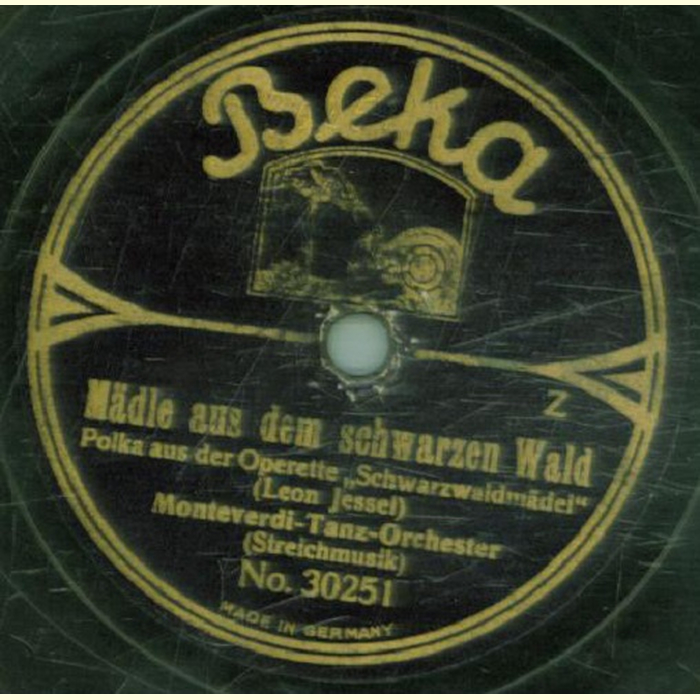 Beka
Z
Mädle aus dem schwarzen Wald
Polka aus der Operette „Schwarzwaldmädel“
(Leon Jessel)
Monteverdi-Tanz-Orchester
(Streichmusik)
No. 30251
MADE IN GERMANY